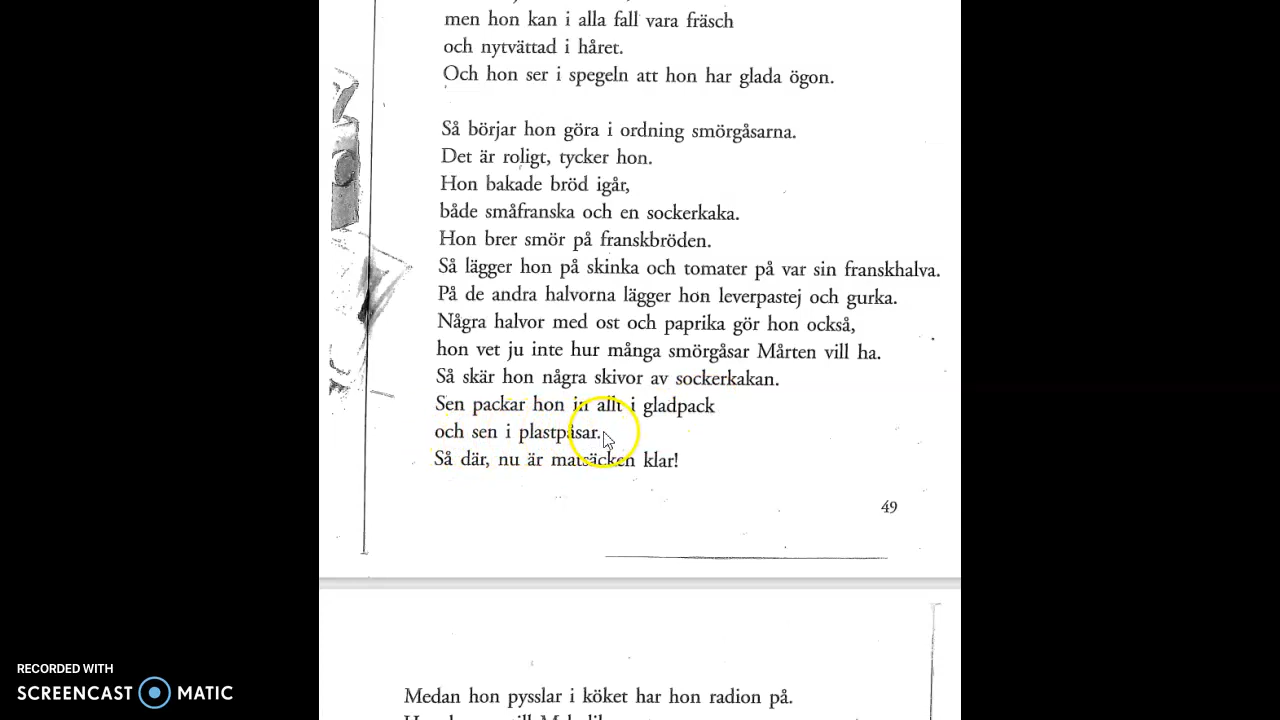 men hon kan i alla fall vara fräsch
och nytvättad i håret.
Och hon ser i spegeln att hon har glada ögon.
Så börjar hon göra i ordning smörgåsarna.
Det är roligt, tycker hon.
Hon bakade bröd igår,
både småfranska och en sockerkaka.
Hon brer smör på franskbröden.
Så lägger hon på skinka och tomater på var sin franskhalva.
På de andra halvorna lägger hon leverpastej och gurka.
Några halvor med ost och paprika gör hon också,
hon vet ju inte hur många smörgåsar Mårten vill ha.
Så skär hon några skivor av sockerkakan.
Sen packar hon in allt i gladpack
och sen i plastpåsar.
Så där, nu är matsäcken klar!
49
Medan hon pysslar i köket har hon radion på.
RECORDED WITH
SCREENCAST MATIC